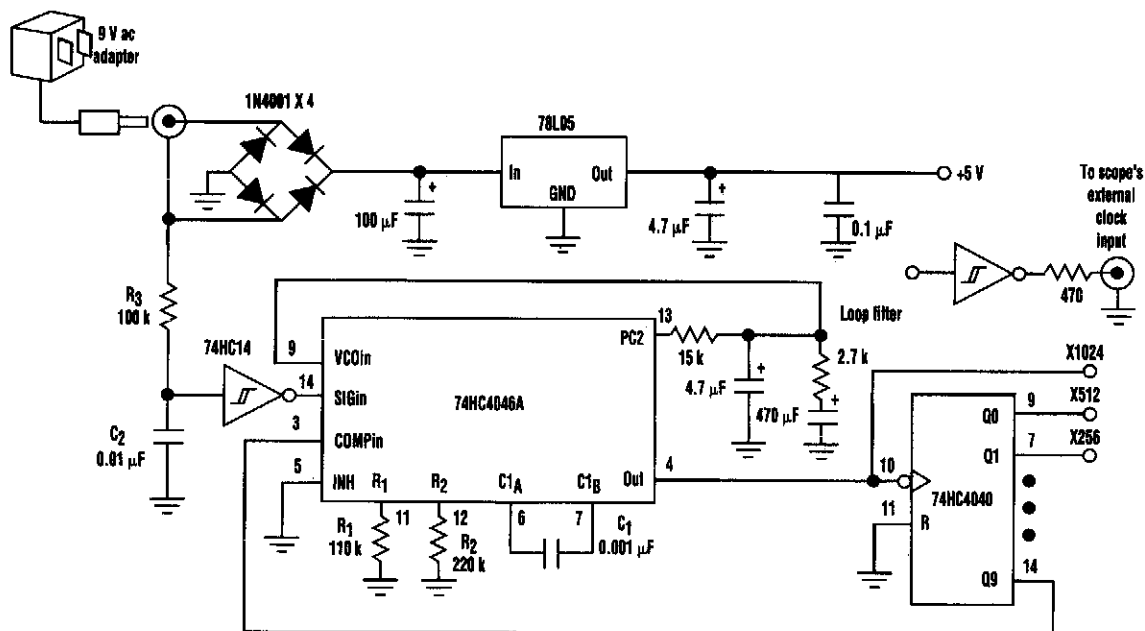 9 V ac
adapter
1N4001 X 4
78L05
In
Out
GND
+5 V
100 µF
+
4.7 µF
+
0.1 µF
To scope's
external
clock
input
470
R3
100 k
74HC14
C2
0.01 µF
9
14
3
5
VCOin
SIGin
COMPin
INH
74HC4046A
PC2
13
15 k
Loop filter
2.7 k
4.7 µF
+
470 µF
+
Out
4
R1
R2
C1A
C1B
11
12
6
7
R1
110 k
R2
220 k
C1
0.001 µF
X1024
X512
X256
9
7
10
11
14
Q0
Q1
74HC4040
R
Q9